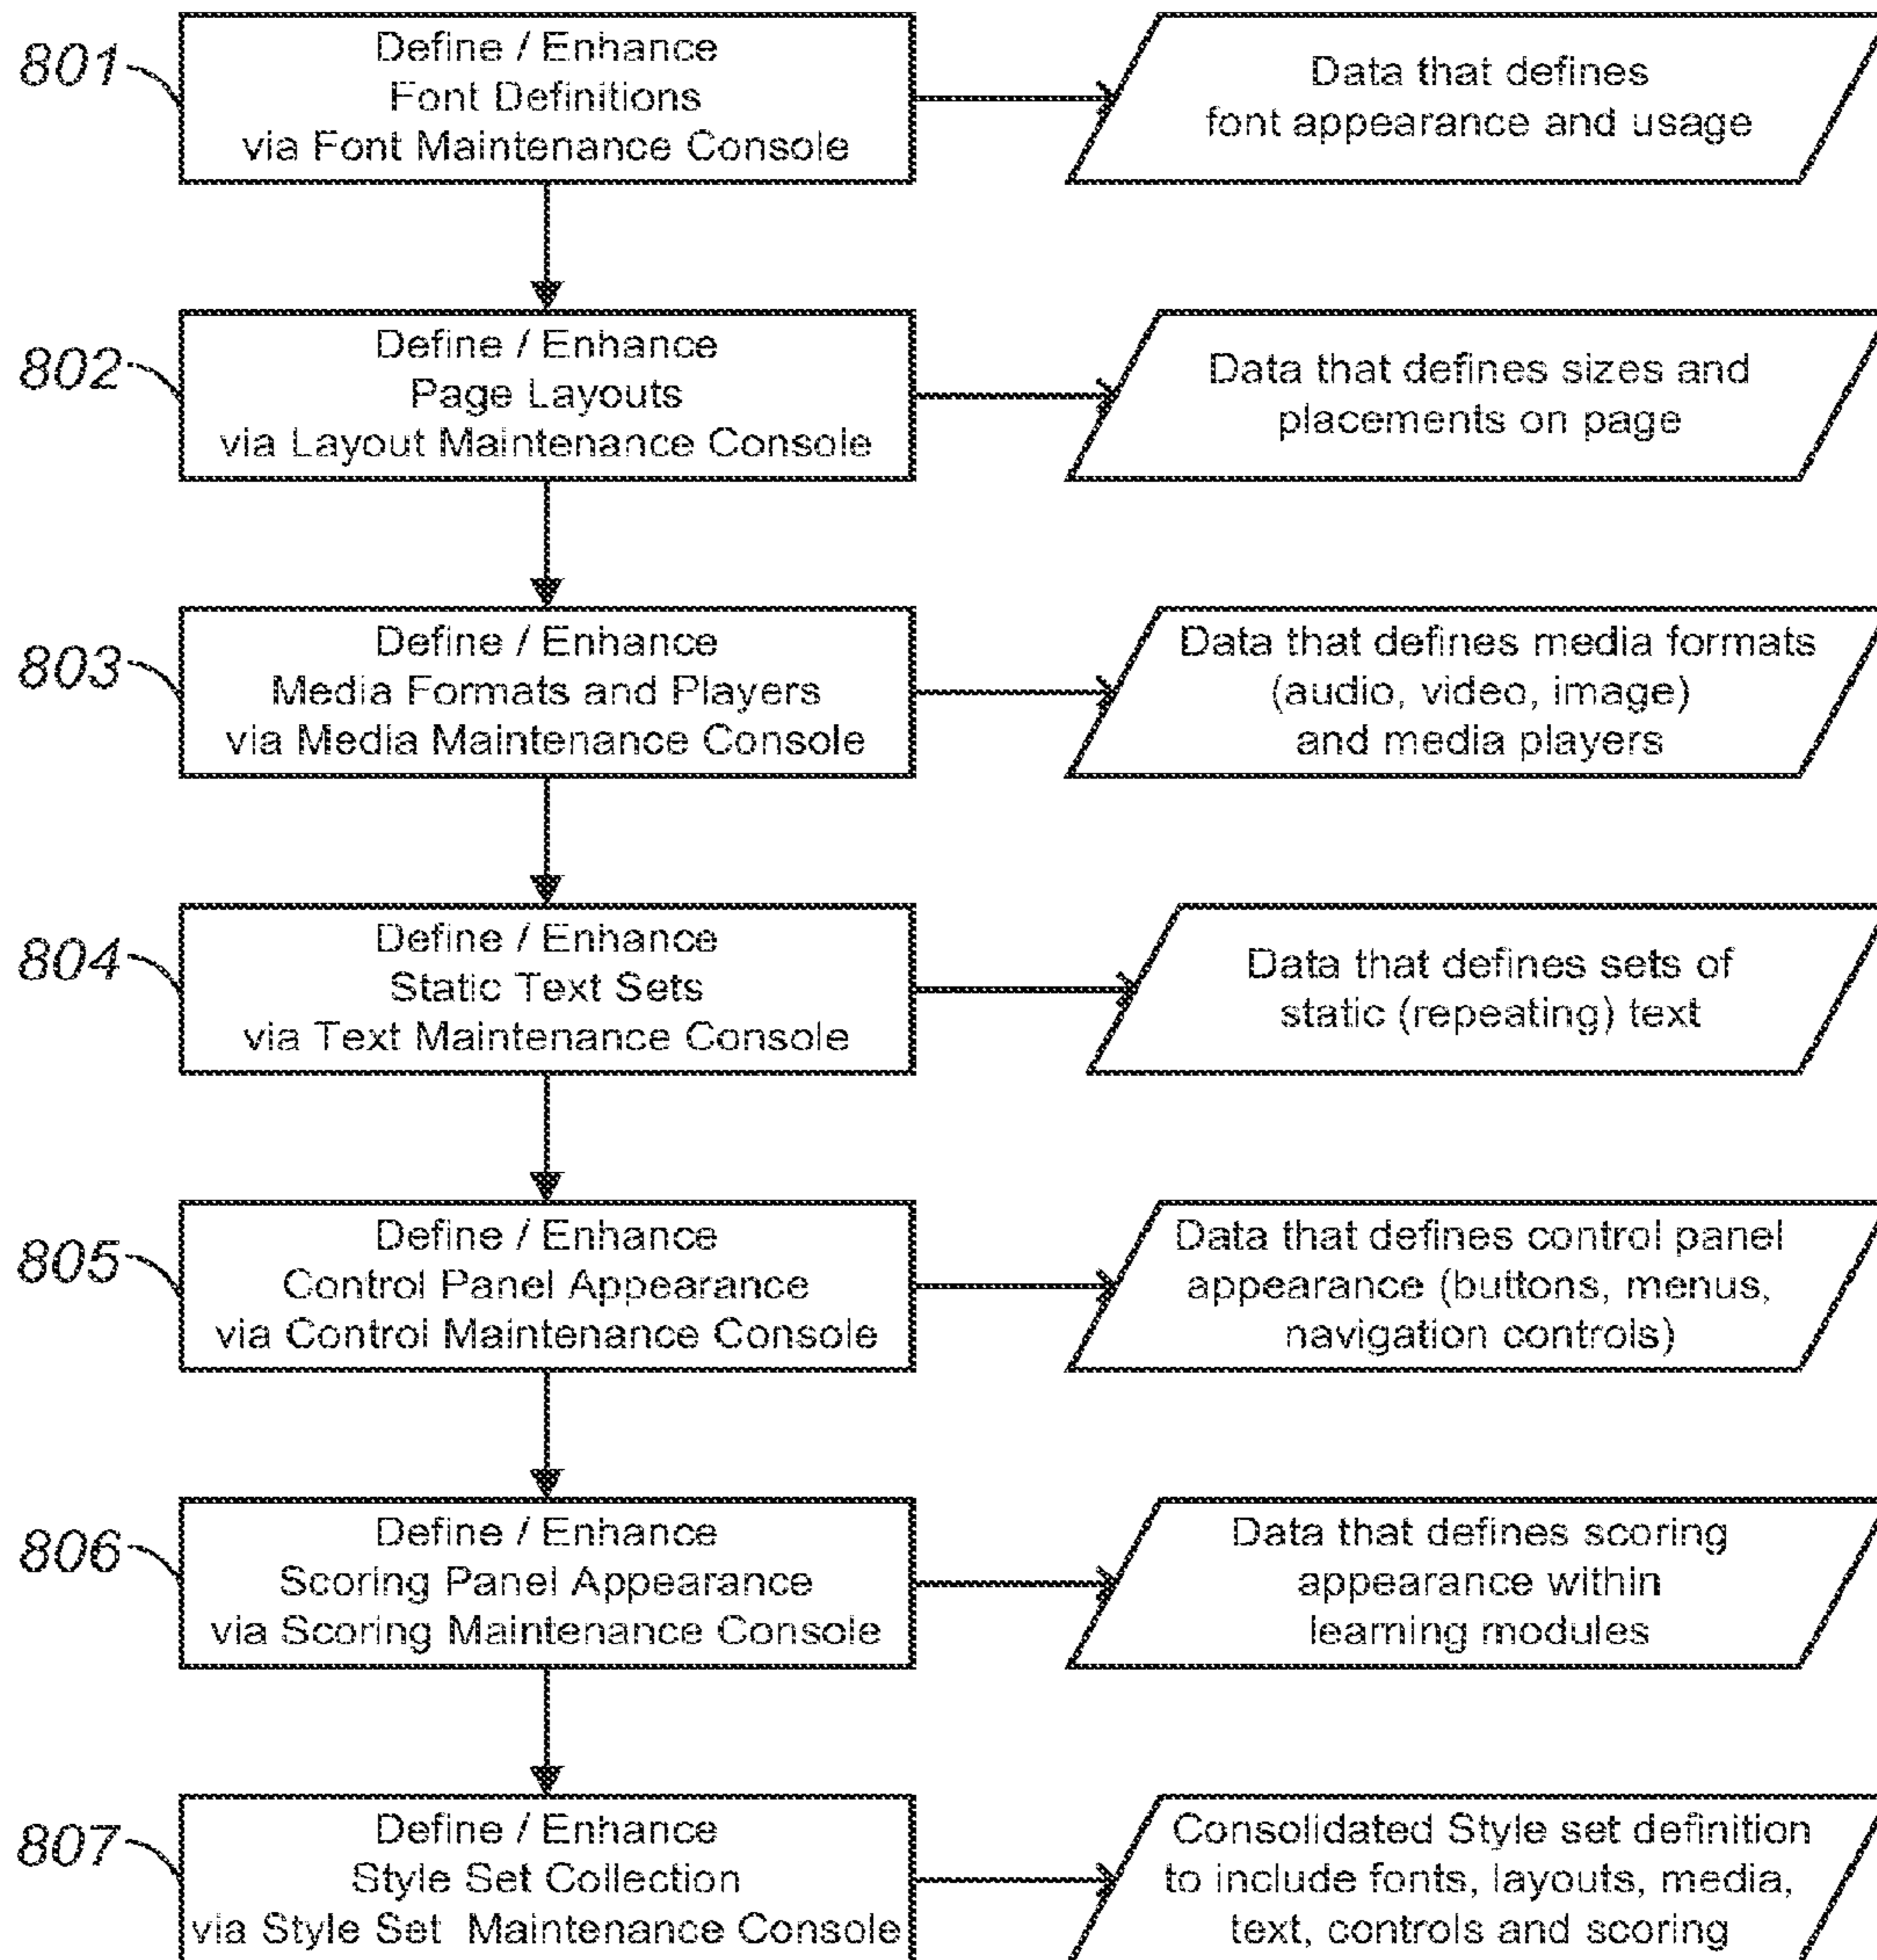 801
Define / Enhance
Font Definitions
via Font Maintenance Console
Data that defines
font appearance and usage
802
Define / Enhance
Page Layouts
via Layout Maintenance Console
Data that defines sizes and
placements on page
803
Define / Enhance
Media Formats and Players
via Media Maintenance Console
Data that defines media formats
(audio, video, image)
and media players
804
Define / Enhance
Static Text Sets
via Text Maintenance Console
Data that defines sets of
static (repeating) text
805
Define / Enhance
Control Panel Appearance
via Control Maintenance Console
Data that defines control panel
appearance (buttons, menus,
navigation controls)
806
Define / Enhance
Scoring Panel Appearance
via Scoring Maintenance Console
Data that defines scoring
appearance within
learning modules
807
Define / Enhance
Style Set Collection
via Style Set Maintenance Console
Consolidated Style set definition
to include fonts, layouts, media,
text, controls and scoring